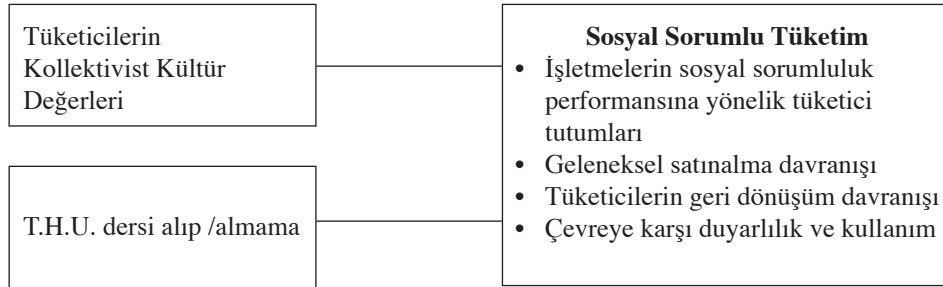 Tüketicilerin
Kollektivist Kültür
Değerleri
T.H.U. dersi alıp /almama
Sosyal Sorumlu Tüketim
• İşletmelerin sosyal sorumluluk
performansına yönelik tüketici
tutumları
• Geleneksel satınalma davranışı
• Tüketicilerin geri dönüşüm davranışı
• Çevreye karşı duyarlılık ve kullanım